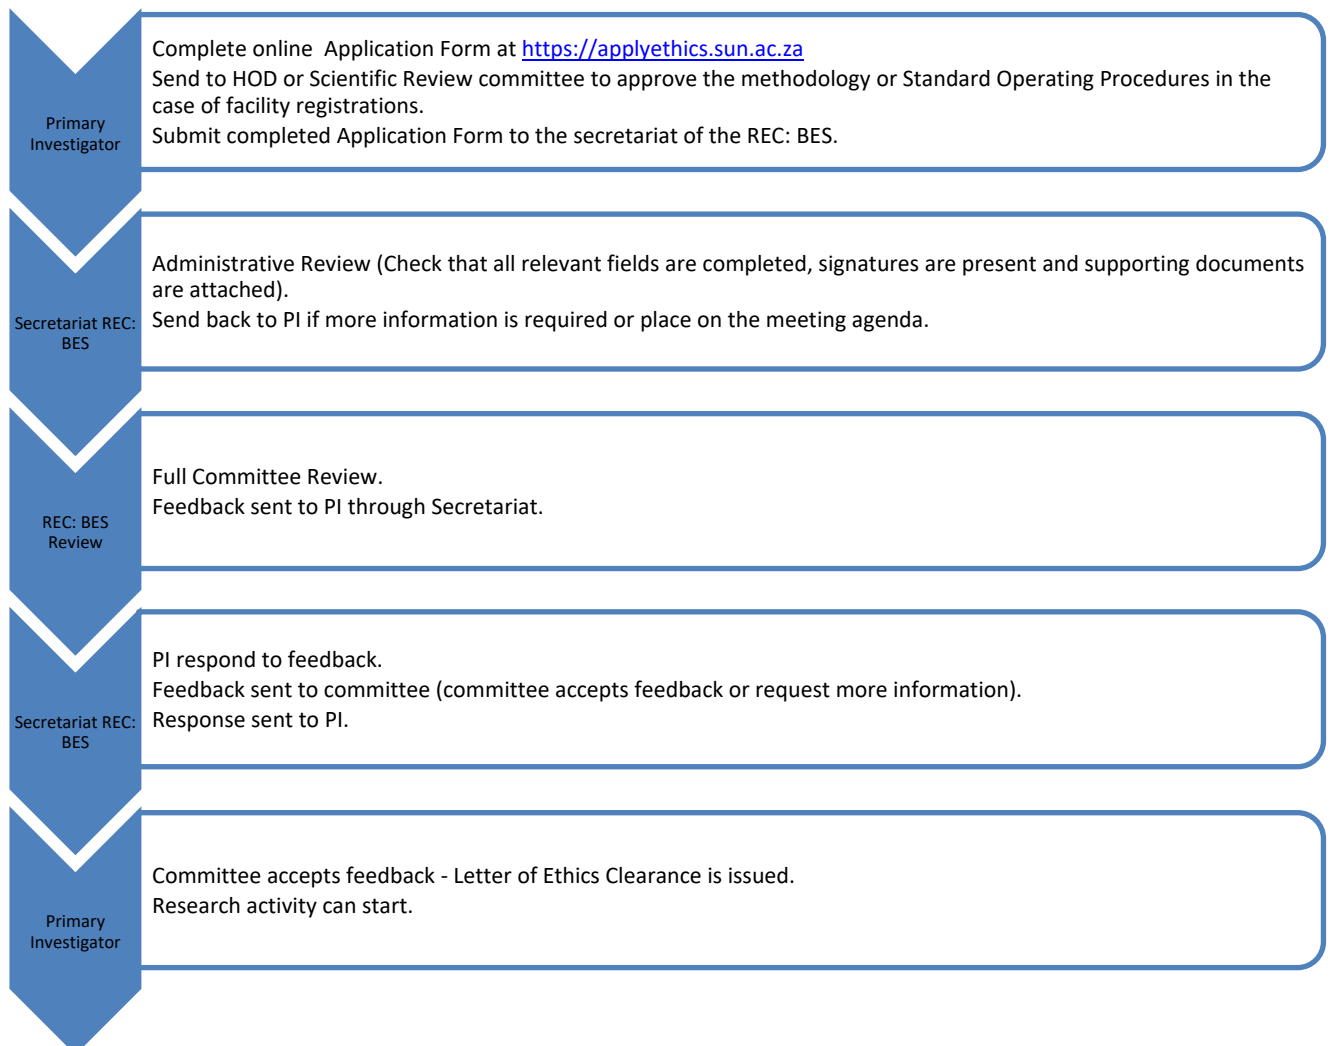 Complete online  Application Form at https://applyethics.sun.ac.za
Send to HOD or Scientific Review committee to approve the methodology or Standard Operating Procedures in the
case of facility registrations.
Submit completed Application Form to the secretariat of the REC: BES.
Primary
Investigator
Administrative Review (Check that all relevant fields are completed, signatures are present and supporting documents
are attached).
Send back to PI if more information is required or place on the meeting agenda.
Secretariat REC:
BES
Full Committee Review.
Feedback sent to PI through Secretariat.
REC: BES
Review
PI respond to feedback.
Feedback sent to committee (committee accepts feedback or request more information).
Response sent to PI.
Secretariat REC:
BES
Committee accepts feedback - Letter of Ethics Clearance is issued.
Research activity can start.
Primary
Investigator